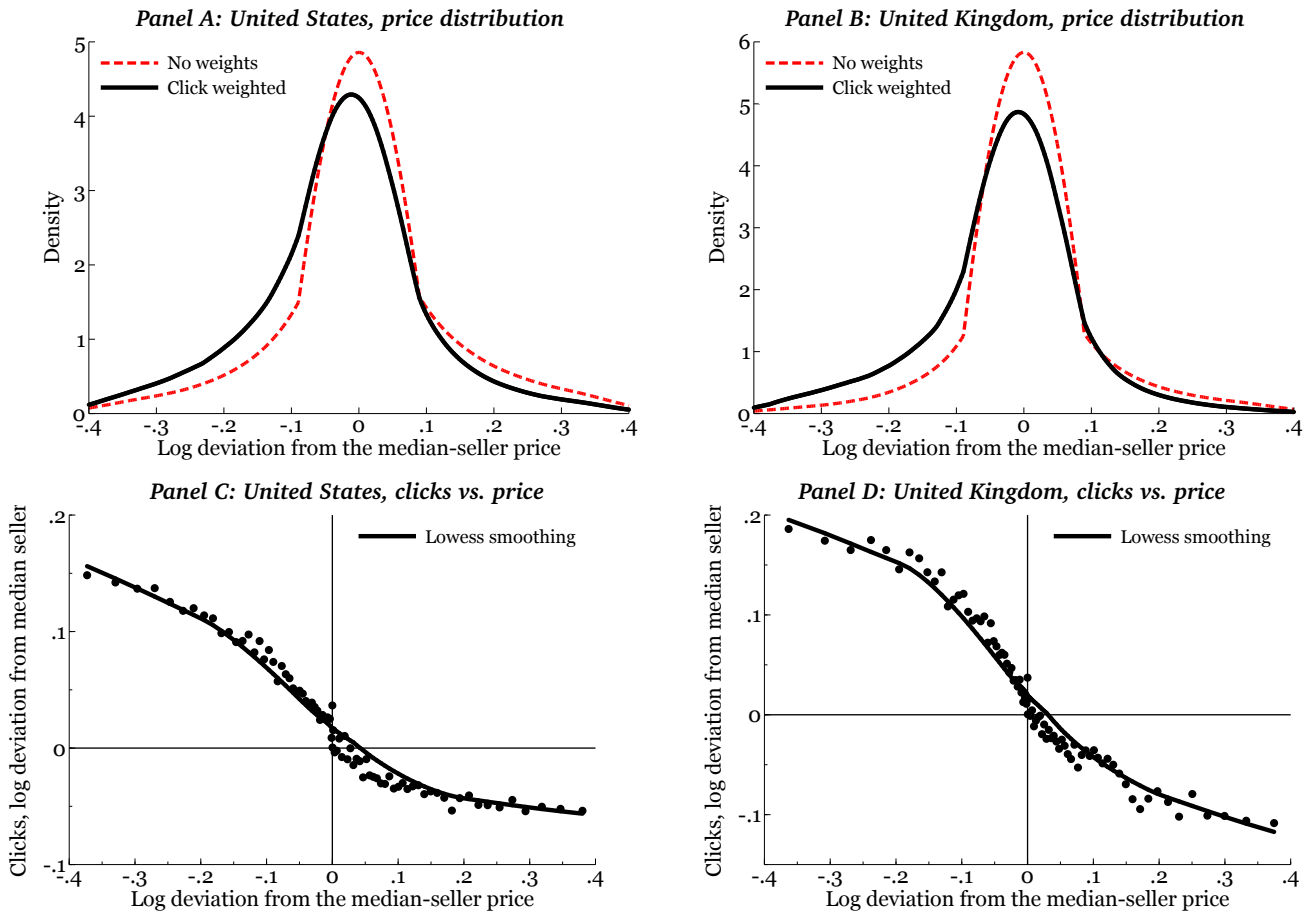 Panel A: United States, price distribution
No weights
Click weighted
Density
5
4
3
2
1
0
-.4 -.3 -.2 -.1 0 .1 .2 .3 .4
Log deviation from the median-seller price
Panel B: United Kingdom, price distribution
No weights
Click weighted
Density
6
5
4
3
2
1
0
-.4 -.3 -.2 -.1 0 .1 .2 .3 .4
Log deviation from the median-seller price
Panel C: United States, clicks vs. price
Lowess smoothing
Clicks, log deviation from median seller
.2
.1
0
-.1
-.4 -.3 -.2 -.1 0 .1 .2 .3 .4
Log deviation from the median-seller price
Panel D: United Kingdom, clicks vs. price
Lowess smoothing
Clicks, log deviation from median seller
.2
.1
0
-.1
-.4 -.3 -.2 -.1 0 .1 .2 .3 .4
Log deviation from the median-seller price